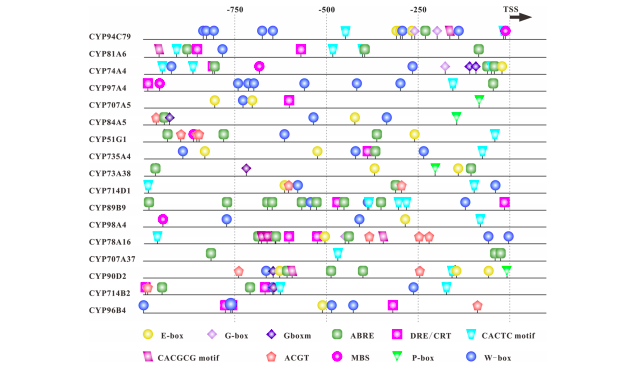 -750 -500 -250 TSS
CYP94C79
CYP81A6
CYP74A4
CYP97A4
CYP707A5
CYP84A5
CYP51G1
CYP735A4
CYP73A38
CYP714D1
CYP89B9
CYP98A4
CYP78A16
CYP707A37
CYP90D2
CYP714B2
CYP96B4
E-box G-box Gboxm ABRE DRE/CRT CACTC motif
CACGCG motif ACGT MBS P-box W-box